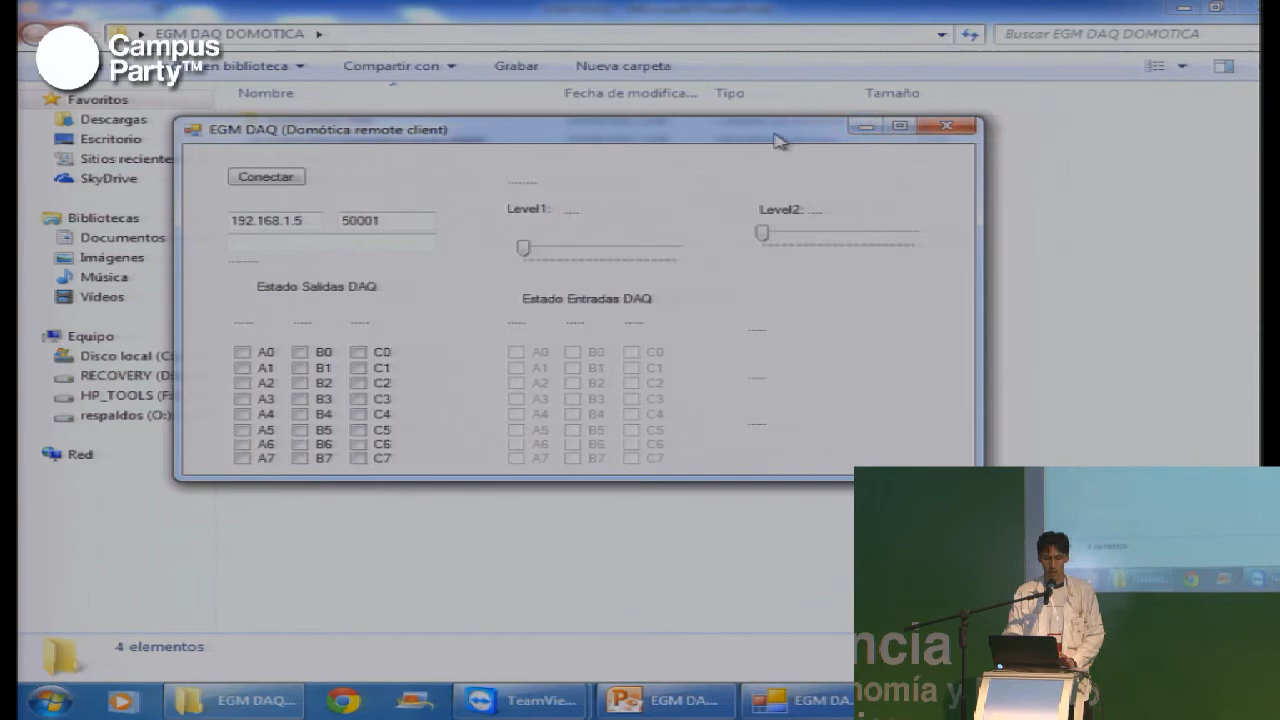 Campus
Party™
EGM DAQ DOMOTICA
Buscar EGM DAQ DOMOTICA
en biblioteca
Compartir con
Grabar
Nueva carpeta
Nombre
Fecha de modifica...
Tipo
Tamaño
Favoritos
Descargas
Escritorio
Sitios reciente
SkyDrive
Bibliotecas
Documentos
Imágenes
Música
Vídeos
Equipo
Disco local (C:
RECOVERY (D:
HP_TOOLS (F:
respaldos (O:)
Red
EGM DAQ (Domótica remote client)
Conectar
192.168.1.5 50001
Level1: ....
Level2: ....
Estado Salidas DAQ
Estado Entradas DAQ
A0 B0 C0 A0 B0 C0
A1 B1 C1 A1 B1 C1
A2 B2 C2 A2 B2 C2
A3 B3 C3 A3 B3 C3
A4 B4 C4 A4 B4 C4
A5 B5 C5 A5 B5 C5
A6 B6 C6 A6 B6 C6
A7 B7 C7 A7 B7 C7
4 elementos
EGM DAQ...
TeamVie...
EGM DA...
EGM DA
ncia
nomía y